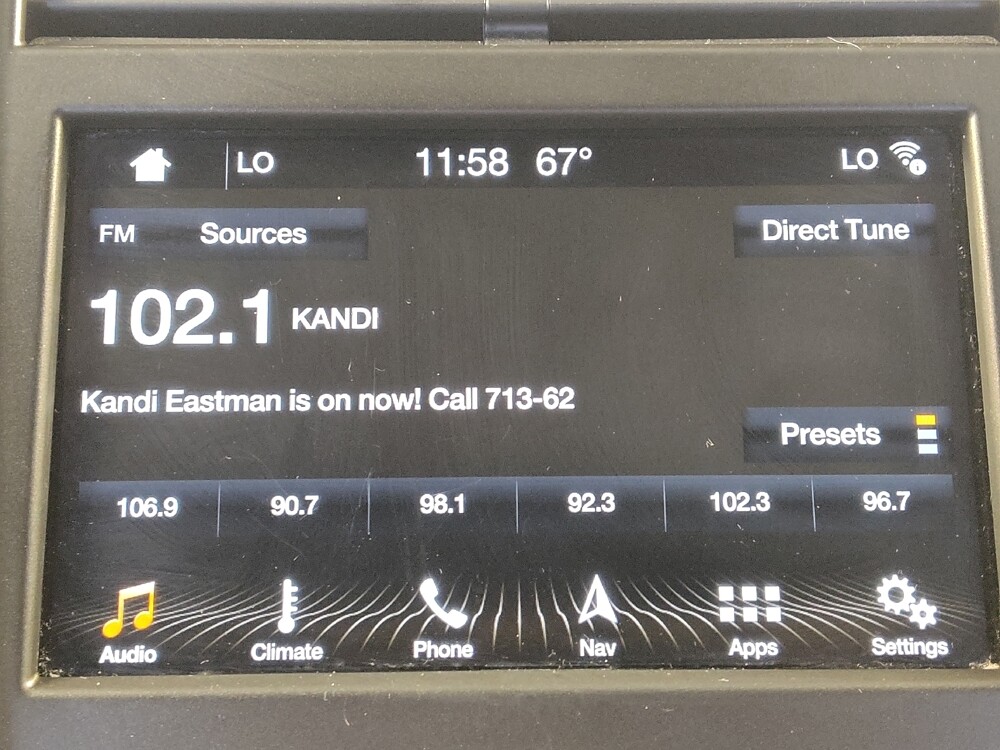 LO 11:58 67° LO
FM Sources Direct Tune
102.1 KANDI
Kandi Eastman is on now! Call 713-62
Presets
106.9 90.7 98.1 92.3 102.3 96.7
Audio Climate Phone Nav Apps Settings